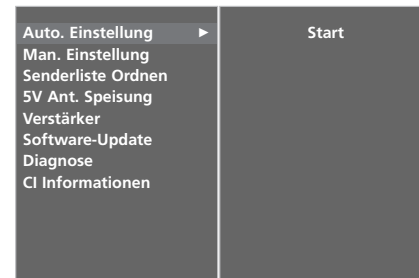 Auto. Einstellung ►
Man. Einstellung
Senderliste Ordnen
5V Ant. Speisung
Verstärker
Software-Update
Diagnose
CI Informationen
Start